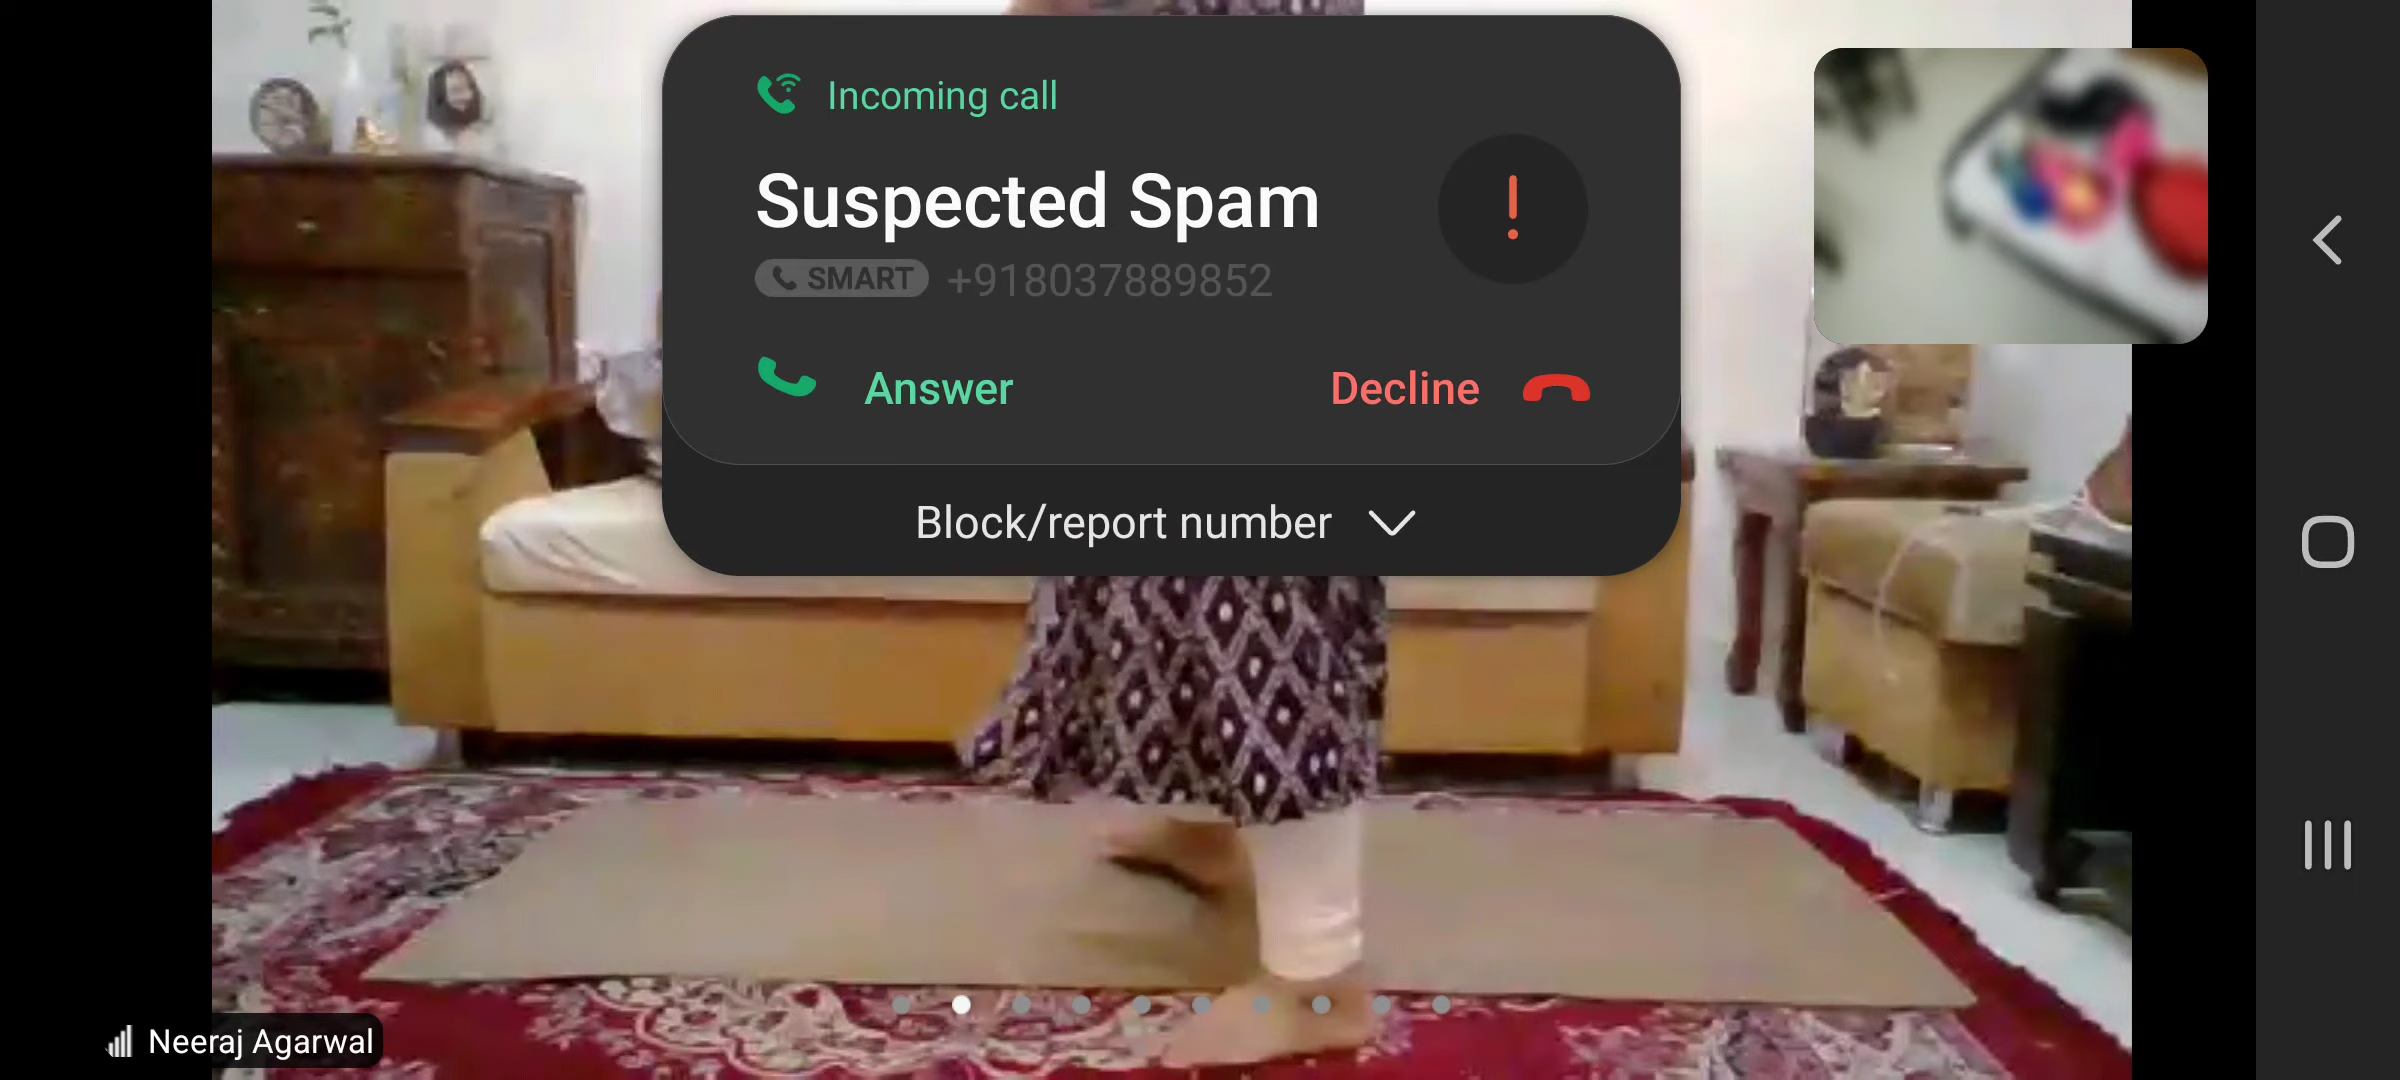 Incoming call
Suspected Spam
SMART +918037889852
Answer
Decline
Block/report number
Neeraj Agarwal